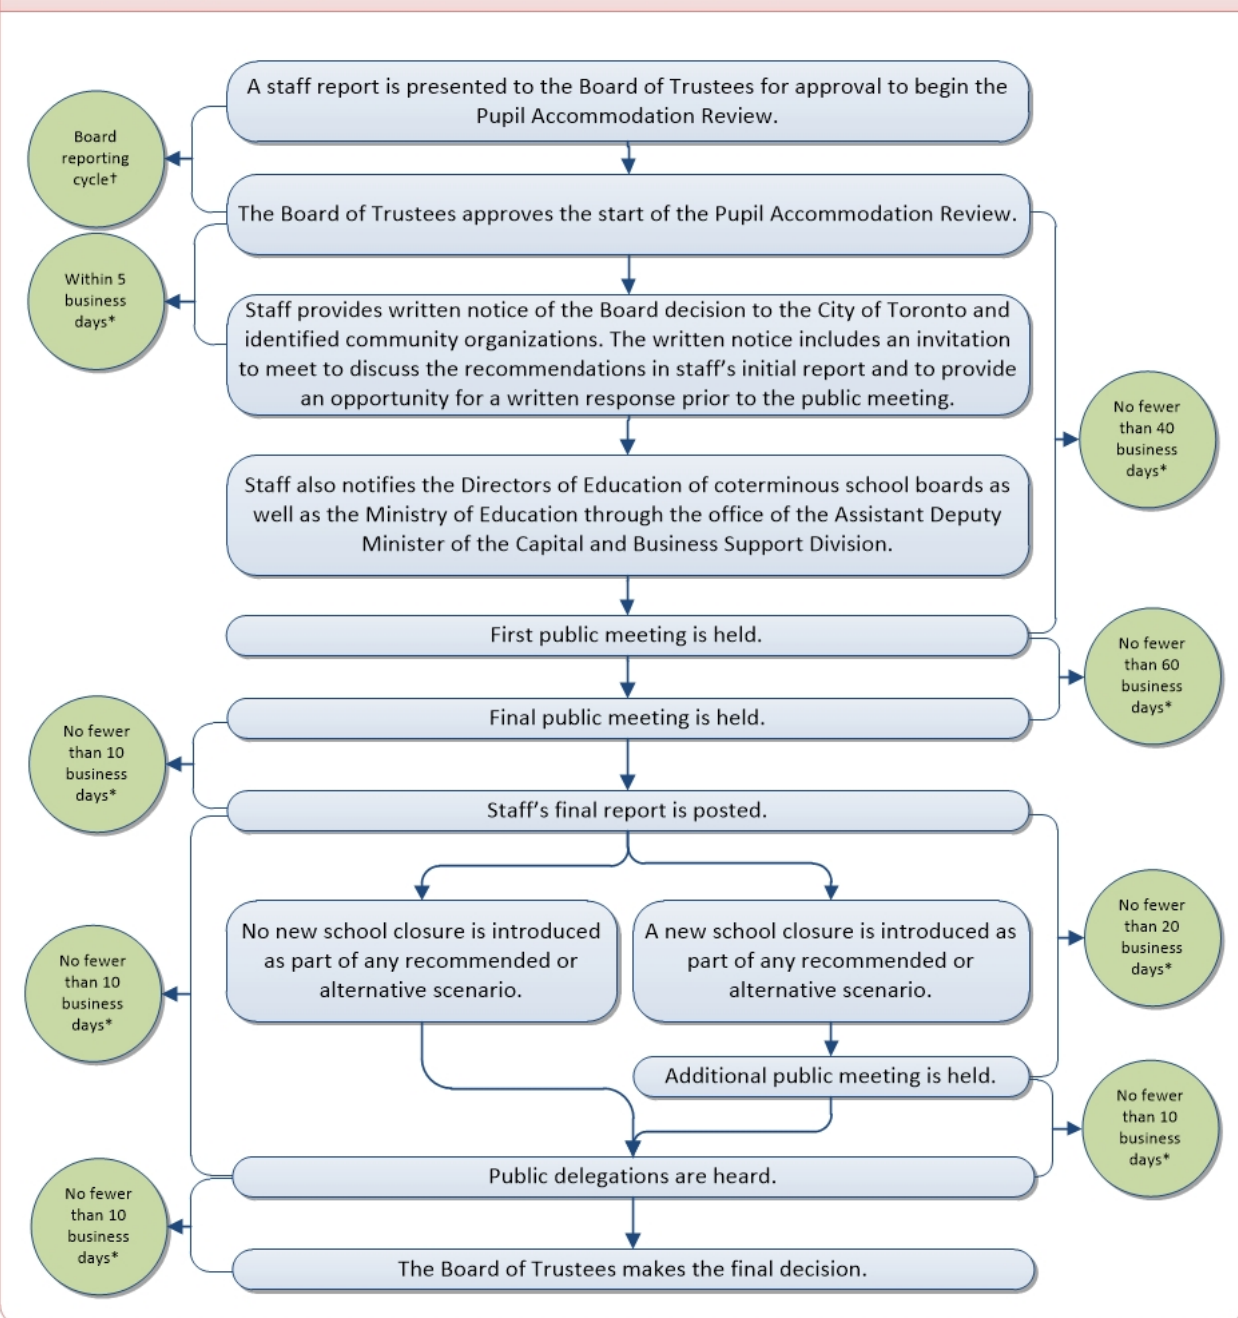 A staff report is presented to the Board of Trustees for approval to begin the
Pupil Accommodation Review.
Board
reporting
cycle†
The Board of Trustees approves the start of the Pupil Accommodation Review.
Within 5
business
days*
Staff provides written notice of the Board decision to the City of Toronto and
identified community organizations. The written notice includes an invitation
to meet to discuss the recommendations in staff’s initial report and to provide
an opportunity for a written response prior to the public meeting.
No fewer
than 40
business
days*
Staff also notifies the Directors of Education of coterminous school boards as
well as the Ministry of Education through the office of the Assistant Deputy
Minister of the Capital and Business Support Division.
First public meeting is held.
No fewer
than 60
business
days*
Final public meeting is held.
No fewer
than 10
business
days*
Staff’s final report is posted.
No new school closure is introduced
as part of any recommended or
alternative scenario.
A new school closure is introduced as
part of any recommended or
alternative scenario.
No fewer
than 20
business
days*
No fewer
than 10
business
days*
Additional public meeting is held.
No fewer
than 10
business
days*
Public delegations are heard.
No fewer
than 10
business
days*
The Board of Trustees makes the final decision.